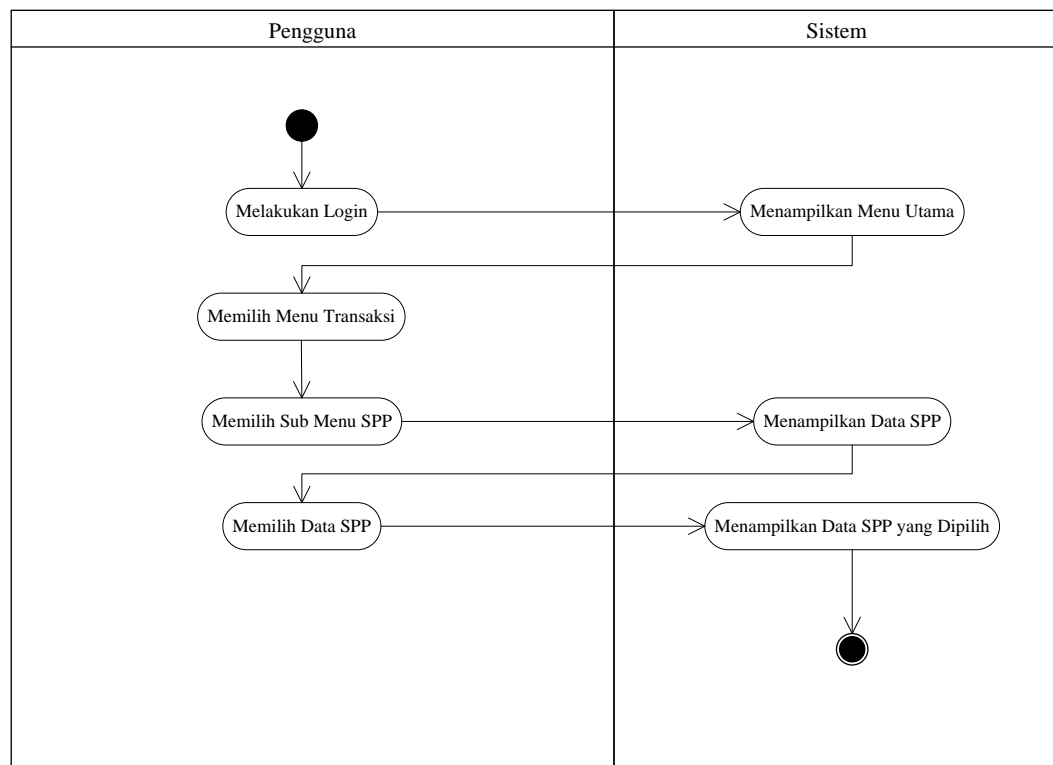 Pengguna
Sistem
Melakukan Login
Menampilkan Menu Utama
Memilih Menu Transaksi
Memilih Sub Menu SPP
Menampilkan Data SPP
Memilih Data SPP
Menampilkan Data SPP yang Dipilih